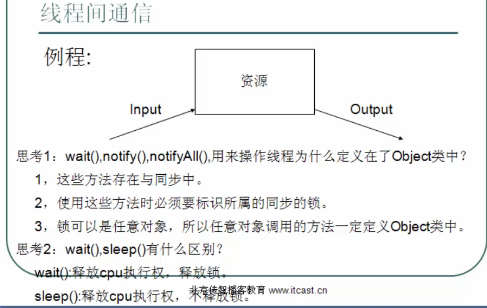 线程间通信
例程:
资源
Input
Output
思考1：wait(),notify(),notifyAll(),用来操作线程为什么定义在了Object类中？
1，这些方法存在与同步中。
2，使用这些方法时必须要标识所属的同步的锁。
3，锁可以是任意对象，所以任意对象调用的方法一定定义Object类中。
思考2：wait(),sleep()有什么区别？
wait():释放cpu执行权，释放锁。
北京传智播客教育 www.itcast.cn
sleep():释放cpu执行权，不释放锁。